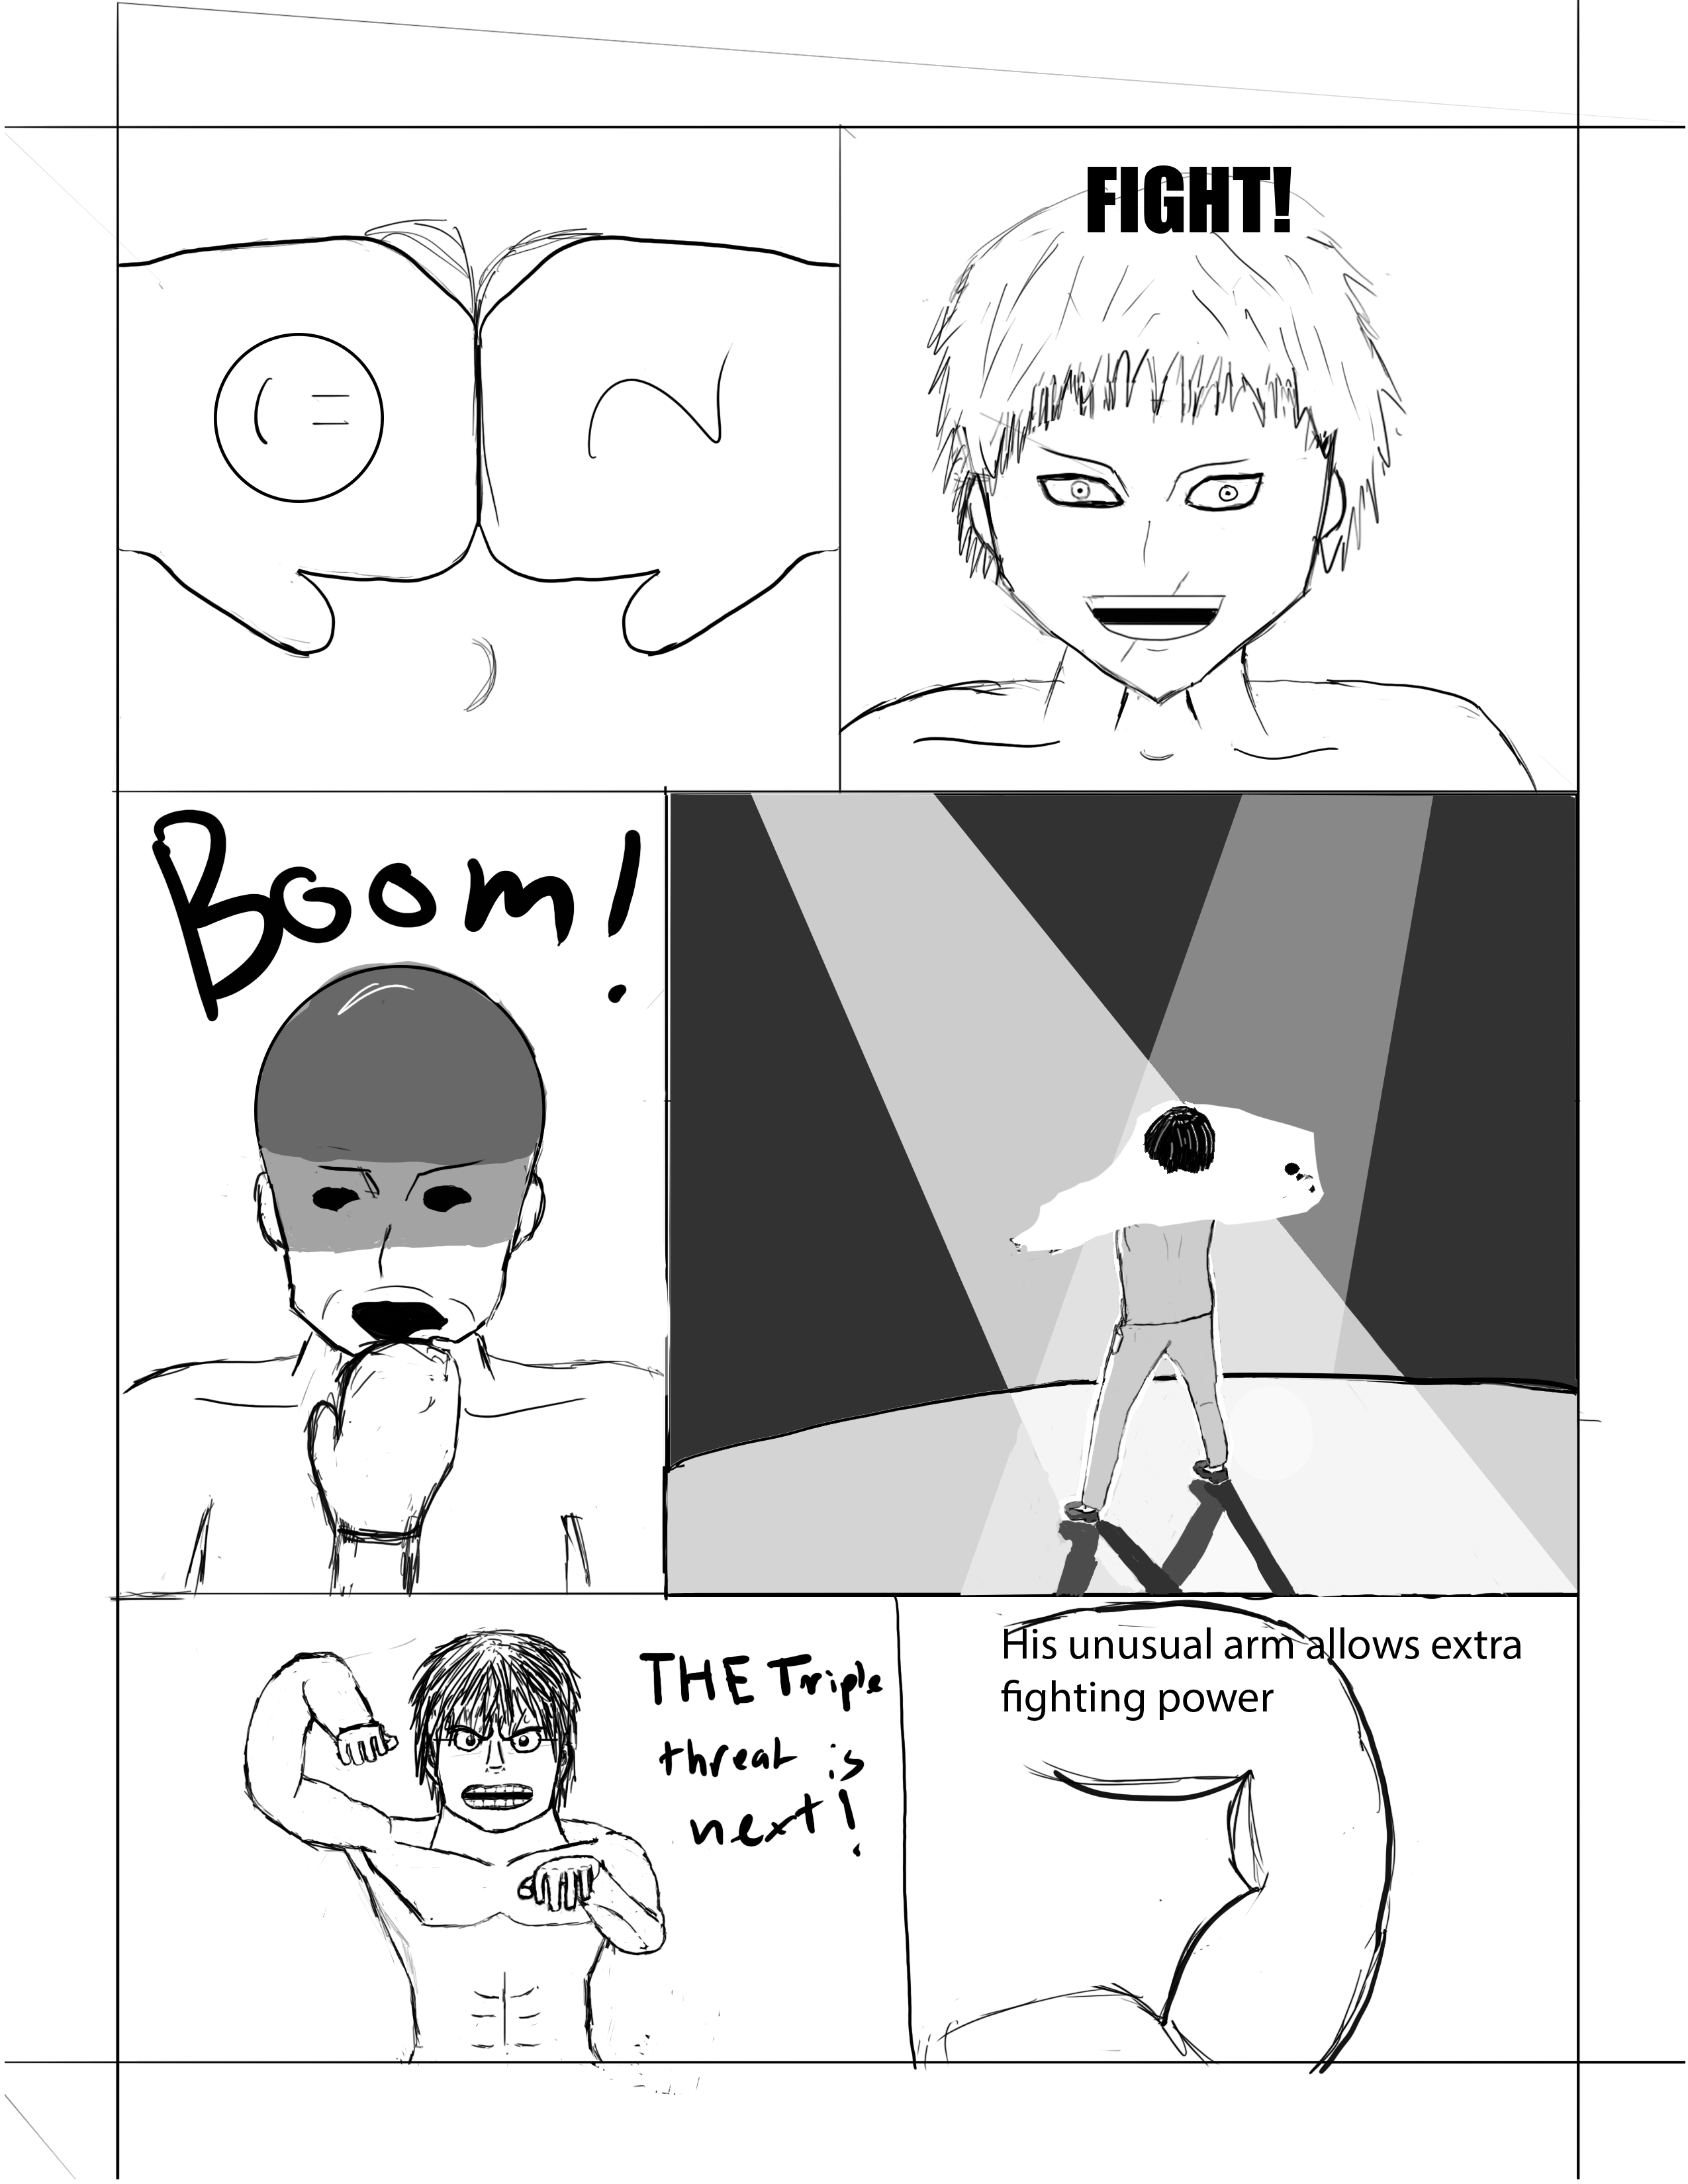 FIGHT!
Boom!
THE Triple
threat is
next!
His unusual arm allows extra
fighting power